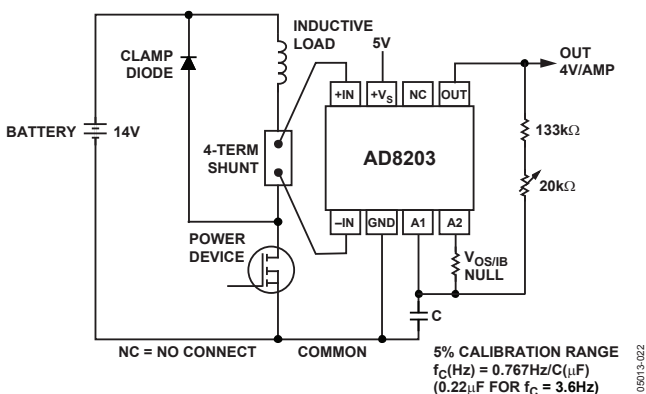 INDUCTIVE
LOAD
CLAMP
DIODE
5V
OUT
4V/AMP
+IN
+VS
NC
OUT
BATTERY
14V
4-TERM
SHUNT
AD8203
133kΩ
20kΩ
–IN
GND
A1
A2
POWER
DEVICE
VOS/IB
NULL
C
NC = NO CONNECT
COMMON
5% CALIBRATION RANGE
fC(Hz) = 0.767Hz/C(μF)
(0.22μF FOR fC = 3.6Hz)
05013-022